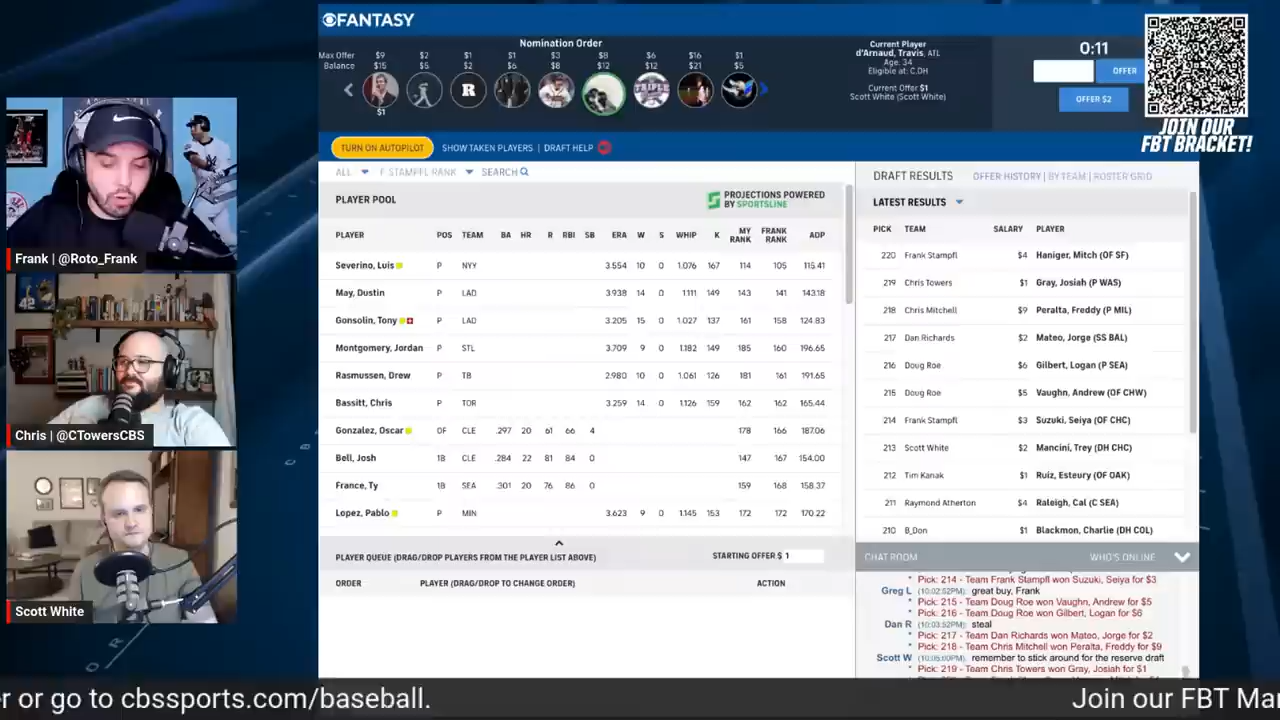 FANTASY
Nomination Order
Max Offer $9 $2 $1 $1 $3 $8 $6 $16 $1
Balance $15 $5 $2 $6 $8 $12 $12 $21 $5
R
TRIPLE
$1
Current Player
d'Arnaud, Travis, ATL
Age: 34
Eligible at: C,DH
Current Offer $1
Scott White (Scott White)
0:11
OFFER
OFFER $2
JOIN OUR
FBT BRACKET!
TURN ON AUTOPILOT SHOW TAKEN PLAYERS | DRAFT HELP
ALL F STAMPFL RANK SEARCH
PLAYER POOL
PROJECTIONS POWERED
BY SPORTSLINE
PLAYER POS TEAM BA HR R RBI SB ERA W S WHIP K MY RANK FRANK RANK ADP
Severino, Luis P NYY 3.554 10 0 1.076 167 114 105 115.41
May, Dustin P LAD 3.938 14 0 1.111 149 143 141 143.18
Gonsolin, Tony P LAD 3.205 15 0 1.027 137 161 158 124.83
Montgomery, Jordan P STL 3.709 9 0 1.182 149 185 160 196.65
Rasmussen, Drew P TB 2.980 10 0 1.061 126 181 161 191.65
Bassitt, Chris P TOR 3.259 14 0 1.126 159 162 162 165.44
Gonzalez, Oscar OF CLE .297 20 61 66 4 178 166 187.06
Bell, Josh 1B CLE .284 22 81 84 0 147 167 154.00
France, Ty 1B SEA .301 20 76 86 0 159 168 158.37
Lopez, Pablo P MIN 3.623 9 0 1.145 153 172 172 170.22
PLAYER QUEUE (DRAG/DROP PLAYERS FROM THE PLAYER LIST ABOVE) STARTING OFFER $ 1
ORDER PLAYER (DRAG/DROP TO CHANGE ORDER) ACTION
DRAFT RESULTS OFFER HISTORY | BY TEAM | ROSTER GRID
LATEST RESULTS
PICK TEAM SALARY PLAYER
220 Frank Stampfl $4 Haniger, Mitch (OF SF)
219 Chris Towers $1 Gray, Josiah (P WAS)
218 Chris Mitchell $9 Peralta, Freddy (P MIL)
217 Dan Richards $2 Mateo, Jorge (SS BAL)
216 Doug Roe $6 Gilbert, Logan (P SEA)
215 Doug Roe $5 Vaughn, Andrew (OF CHW)
214 Frank Stampfl $3 Suzuki, Seiya (OF CHC)
213 Scott White $2 Mancini, Trey (DH CHC)
212 Tim Kanak $1 Ruiz, Esteury (OF OAK)
211 Raymond Atherton $4 Raleigh, Cal (C SEA)
210 B_Don $1 Blackmon, Charlie (DH COL)
CHAT ROOM WHO'S ONLINE
* Pick: 214 - Team Frank Stampfl won Suzuki, Seiya for $3
Greg L (10:02:52PM): great buy, Frank
* Pick: 215 - Team Doug Roe won Vaughn, Andrew for $5
* Pick: 216 - Team Doug Roe won Gilbert, Logan for $6
Dan R (10:03:52PM): steal
* Pick: 217 - Team Dan Richards won Mateo, Jorge for $2
* Pick: 218 - Team Chris Mitchell won Peralta, Freddy for $9
Scott W (10:05:00PM): remember to stick around for the reserve draft
* Pick: 219 - Team Chris Towers won Gray, Josiah for $1
Frank | @Roto_Frank
42
Chris | @CTowersCBS
Scott White
er or go to cbssports.com/baseball. Join our FBT Ma